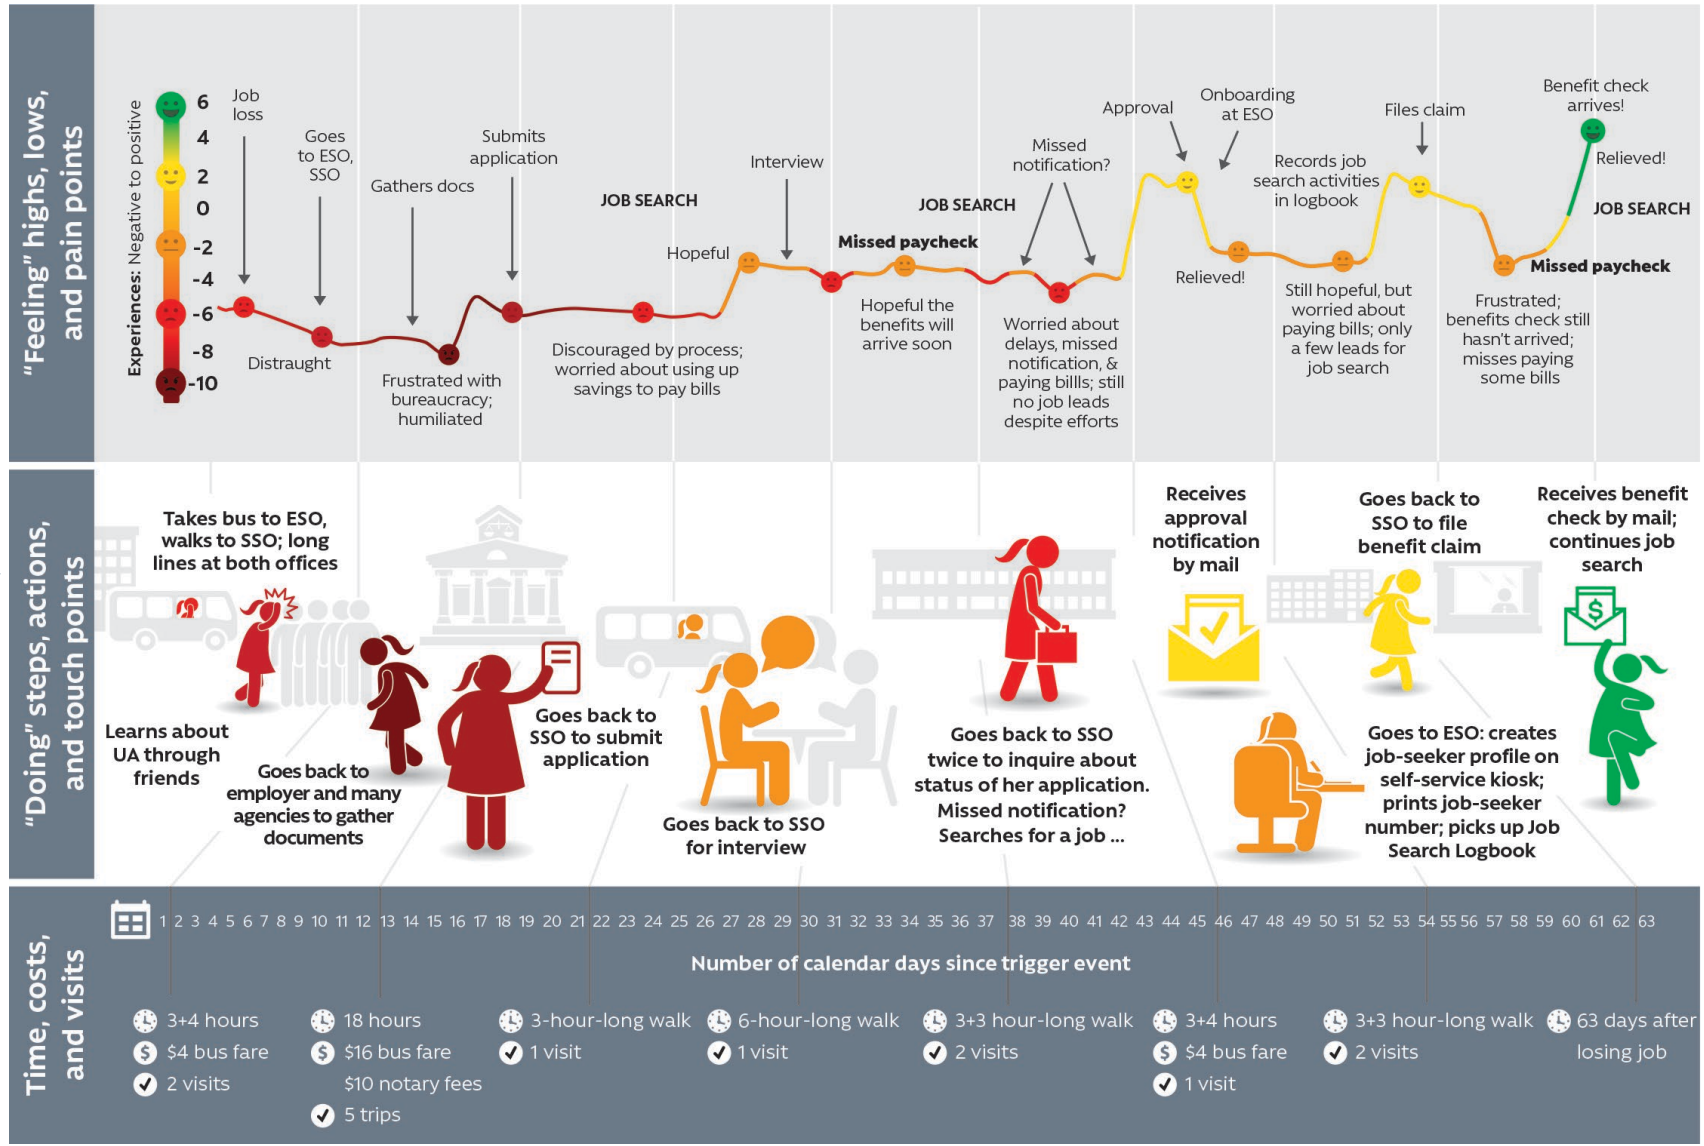 "Feeling" highs, lows,
and pain points
Experiences: Negative to positive
6
4
2
0
-2
-4
-6
-8
-10
Job
loss
Goes
to ESO,
SSO
Distraught
Gathers docs
Frustrated with
bureaucracy;
humiliated
Submits
application
Discouraged by process;
worried about using up
savings to pay bills
JOB SEARCH
Hopeful
Interview
Missed paycheck
Hopeful the
benefits will
arrive soon
JOB SEARCH
Missed
notification?
Worried about
delays, missed
notification, &
paying billls; still
no job leads
despite efforts
Approval
Onboarding
at ESO
Relieved!
Records job
search activities
in logbook
Still hopeful, but
worried about
paying bills; only
a few leads for
job search
Files claim
Missed paycheck
Frustrated;
benefits check still
hasn't arrived;
misses paying
some bills
Benefit check
arrives!
Relieved!
JOB SEARCH
"Doing" steps, actions,
and touch points
Takes bus to ESO,
walks to SSO; long
lines at both offices
Learns about
UA through
friends
Goes back to
employer and many
agencies to gather
documents
Goes back to
SSO to submit
application
Goes back to SSO
for interview
Goes back to SSO
twice to inquire about
status of her application.
Missed notification?
Searches for a job ...
Receives
approval
notification
by mail
Goes to ESO: creates
job-seeker profile on
self-service kiosk;
prints job-seeker
number; picks up Job
Search Logbook
Goes back to
SSO to file
benefit claim
Receives benefit
check by mail;
continues job
search
$
Time, costs,
and visits
1 2 3 4 5 6 7 8 9 10 11 12 13 14 15 16 17 18 19 20 21 22 23 24 25 26 27 28 29 30 31 32 33 34 35 36 37 38 39 40 41 42 43 44 45 46 47 48 49 50 51 52 53 54 55 56 57 58 59 60 61 62 63
Number of calendar days since trigger event
3+4 hours
$ $4 bus fare
2 visits
18 hours
$ $16 bus fare
$10 notary fees
5 trips
3-hour-long walk
1 visit
6-hour-long walk
1 visit
3+3 hour-long walk
2 visits
3+4 hours
$ $4 bus fare
1 visit
3+3 hour-long walk
2 visits
63 days after
losing job